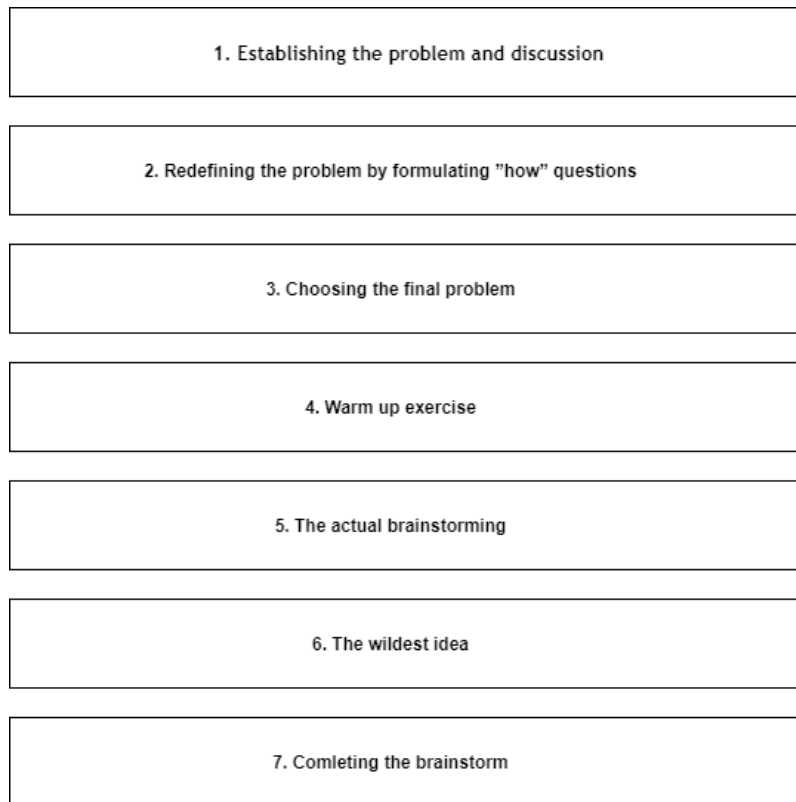 1. Establishing the problem and discussion
2. Redefining the problem by formulating ”how” questions
3. Choosing the final problem
4. Warm up exercise
5. The actual brainstorming
6. The wildest idea
7. Comleting the brainstorm